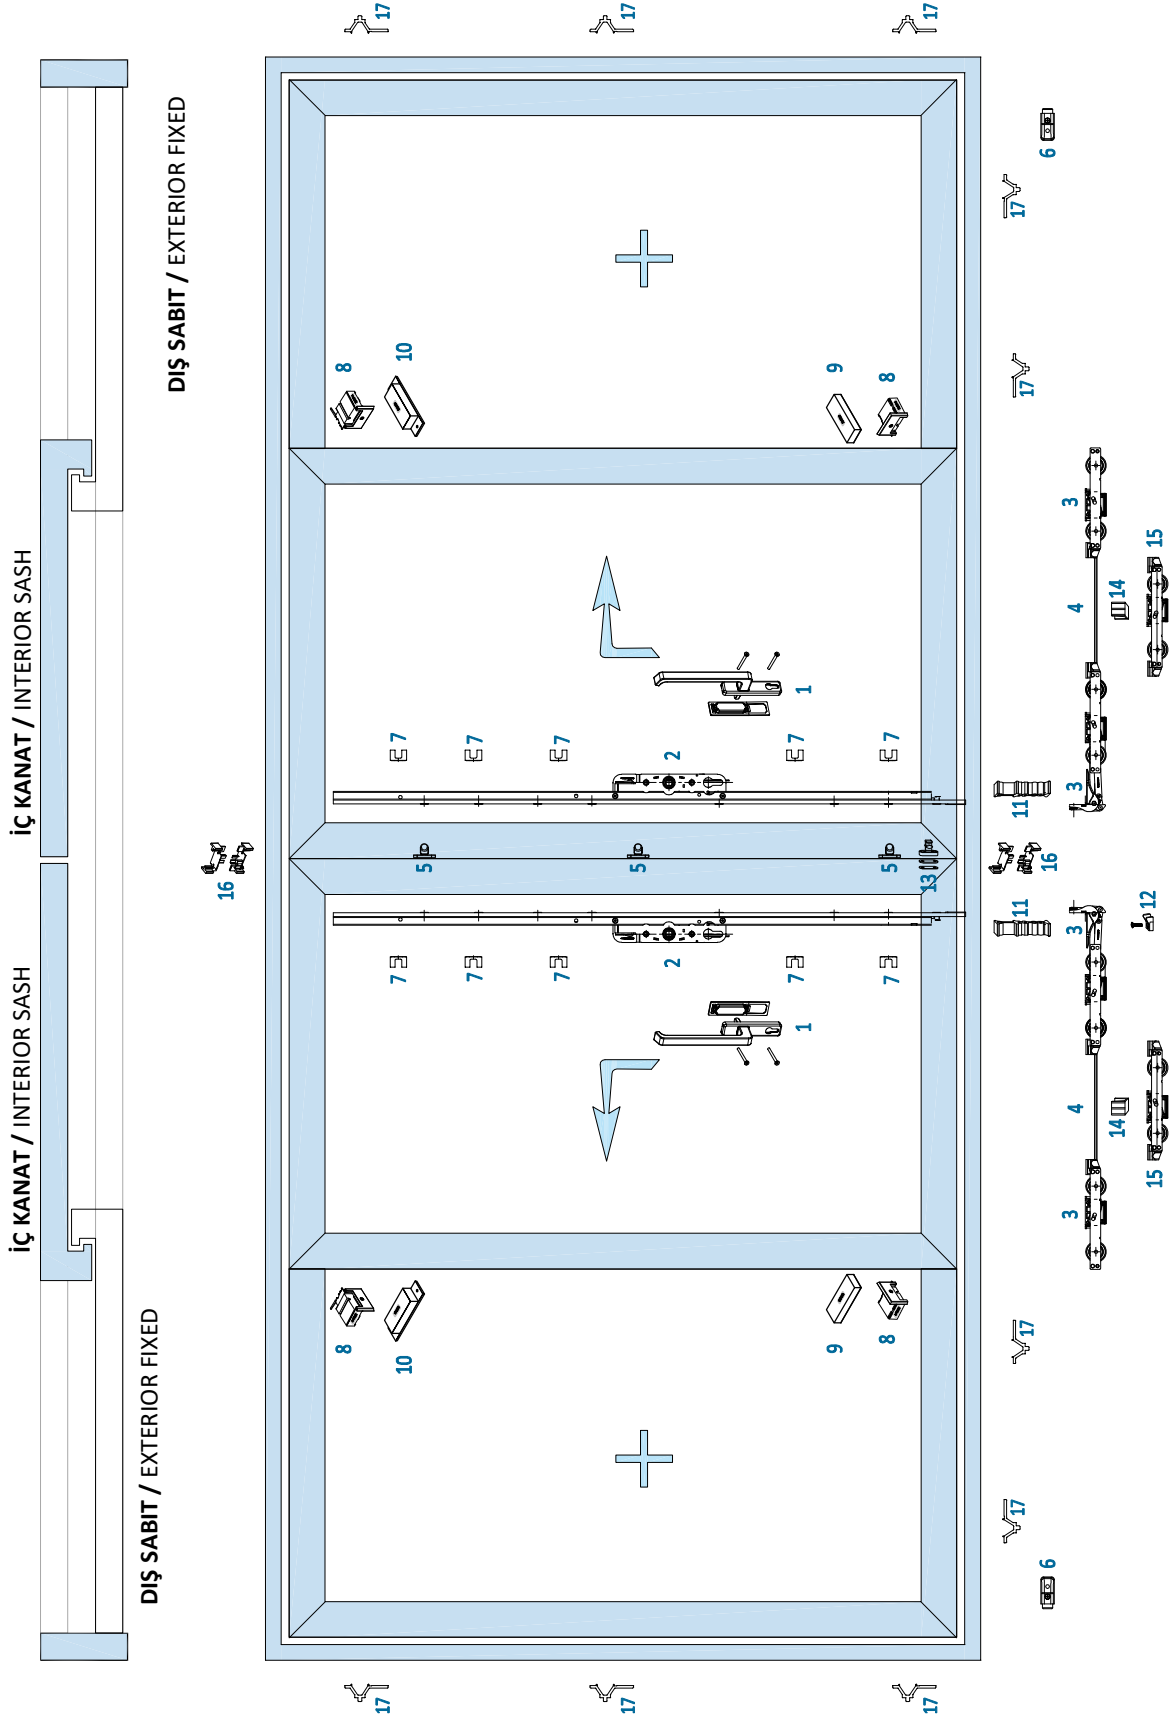 İÇ KANAT / INTERIOR SASH
İÇ KANAT / INTERIOR SASH
DIŞ SABIT / EXTERIOR FIXED
DIŞ SABIT / EXTERIOR FIXED
16
8 8
17 17
7 7
10 10
5
7 7
7 7
17 17
5
2 2
7 7
1 1
9 9
8 7 5 7 8
17 13 17
17 17 11 11 17 17
6 16 6
3 4 3 3 4 3
14 14
15 12 15